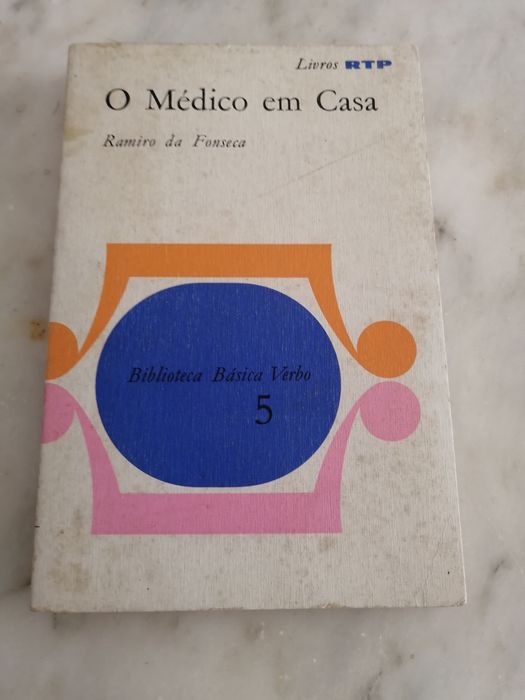 Livros RTP
O Médico em Casa
Ramiro da Fonseca
Biblioteca Básica Verbo
5